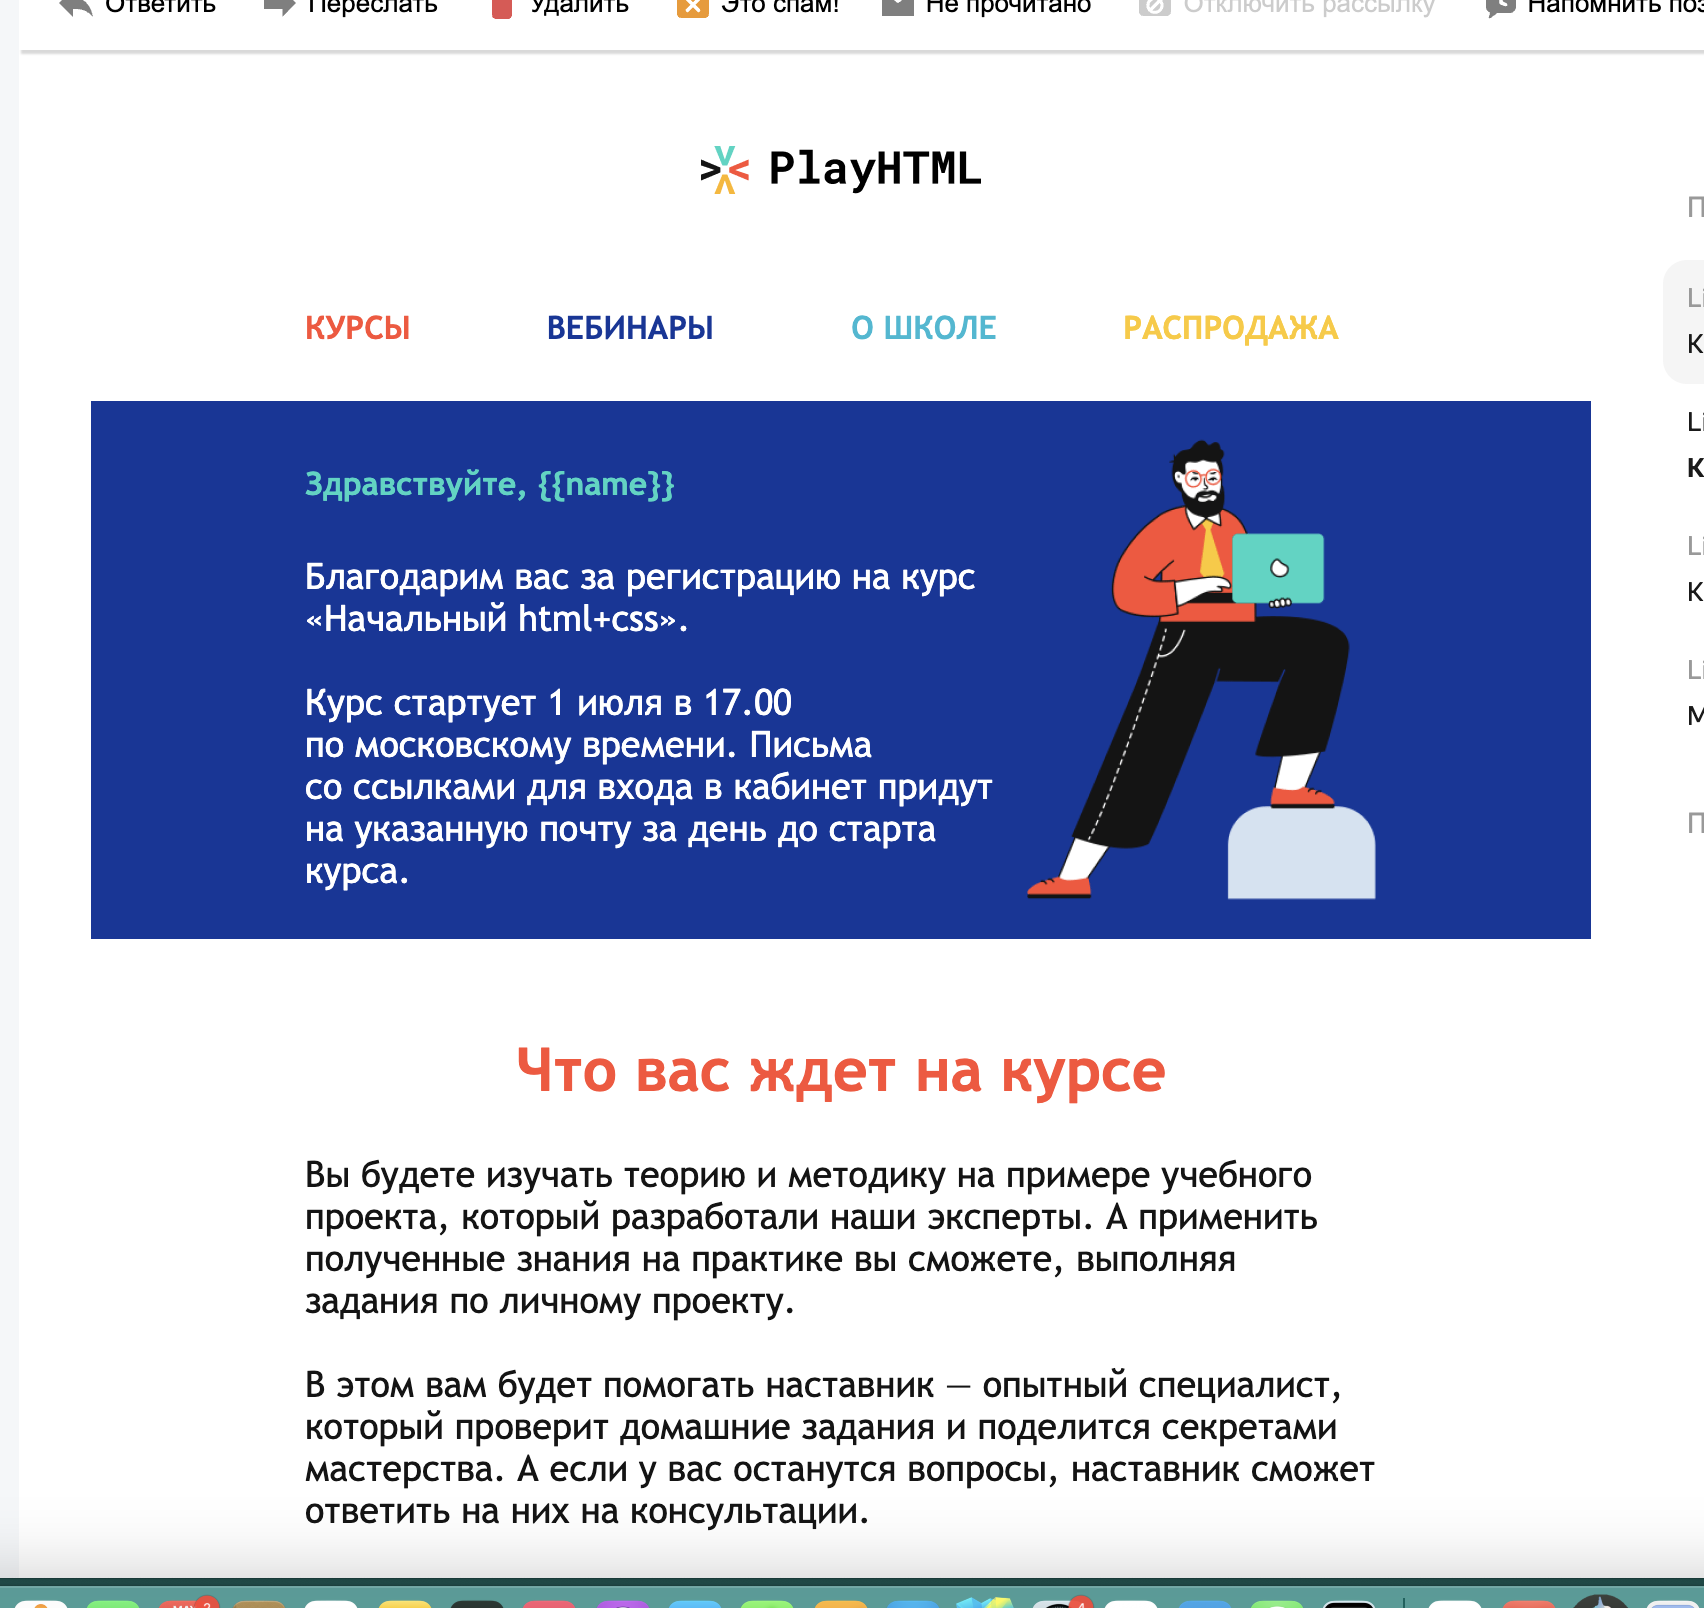 Ответить Переслать Удалить Это спам! Не прочитано Отключить рассылку Напомнить
PlayHTML
КУРСЫ ВЕБИНАРЫ О ШКОЛЕ РАСПРОДАЖА
Здравствуйте, {{name}}
Благодарим вас за регистрацию на курс
«Начальный html+css».
Курс стартует 1 июля в 17.00
по московскому времени. Письма
со ссылками для входа в кабинет придут
на указанную почту за день до старта
курса.
Что вас ждет на курсе
Вы будете изучать теорию и методику на примере учебного
проекта, который разработали наши эксперты. А применить
полученные знания на практике вы сможете, выполняя
задания по личному проекту.
В этом вам будет помогать наставник — опытный специалист,
который проверит домашние задания и поделится секретами
мастерства. А если у вас останутся вопросы, наставник сможет
ответить на них на консультации.